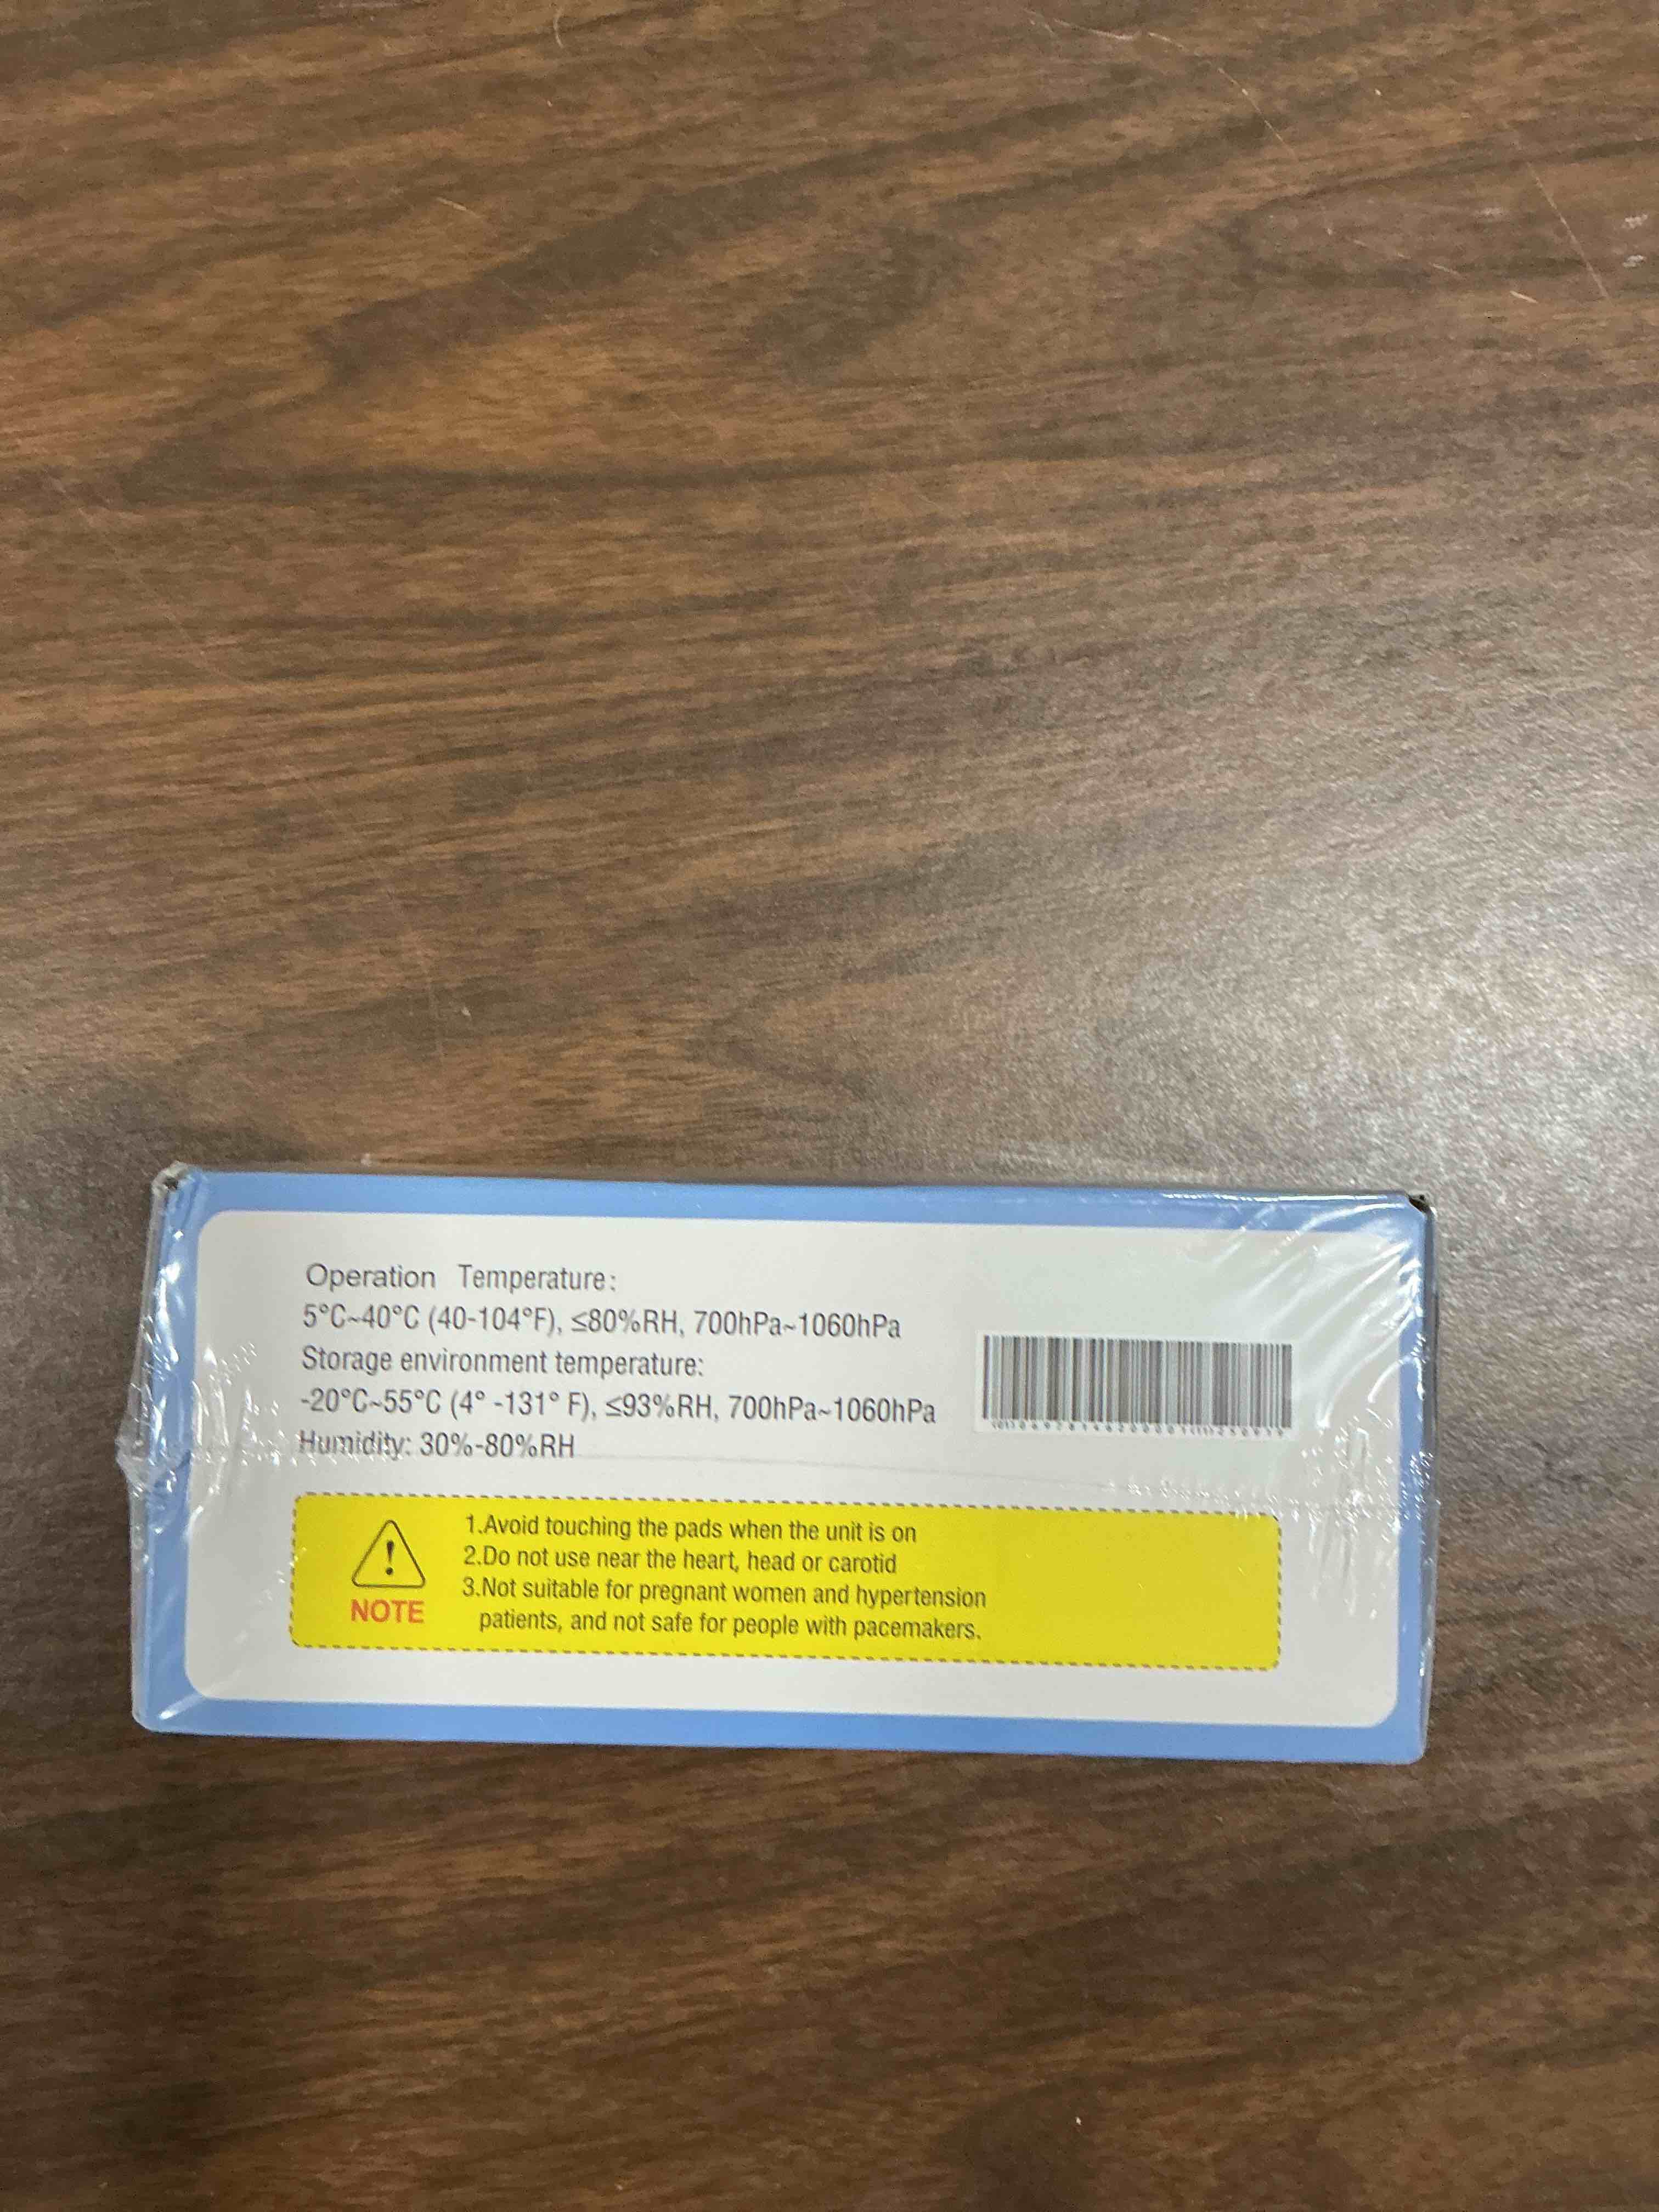 Operation Temperature:
5°C~40°C (40-104°F), ≤80%RH, 700hPa~1060hPa
Storage environment temperature:
-20°C~55°C (4° -131° F), ≤93%RH, 700hPa~1060hPa
Humidity: 30%-80%RH
NOTE
1.Avoid touching the pads when the unit is on
2.Do not use near the heart, head or carotid
3.Not suitable for pregnant women and hypertension
patients, and not safe for people with pacemakers.